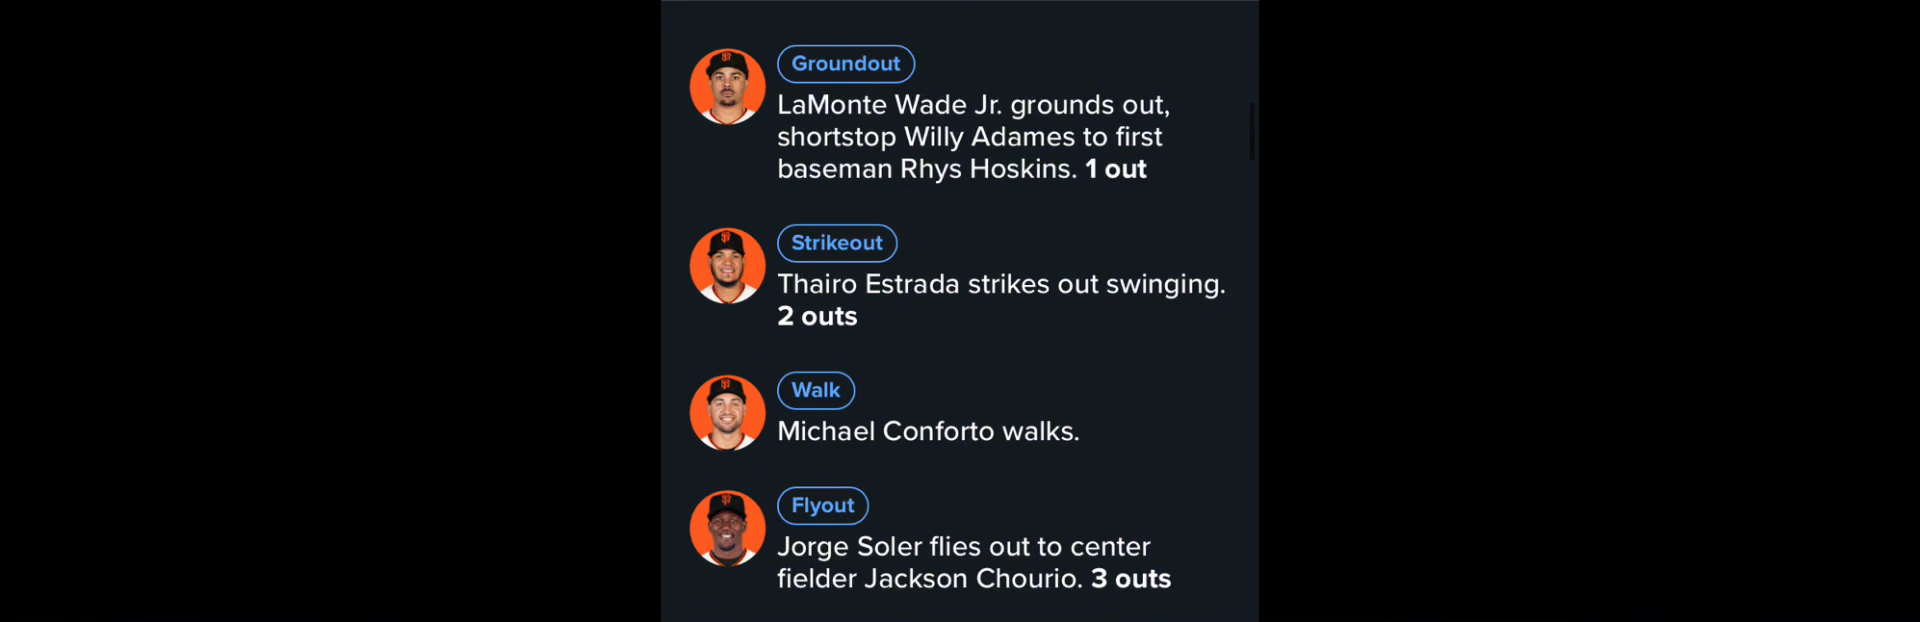 Groundout
LaMonte Wade Jr. grounds out,
shortstop Willy Adames to first
baseman Rhys Hoskins. 1 out
Strikeout
Thairo Estrada strikes out swinging.
2 outs
Walk
Michael Conforto walks.
Flyout
Jorge Soler flies out to center
fielder Jackson Chourio. 3 outs